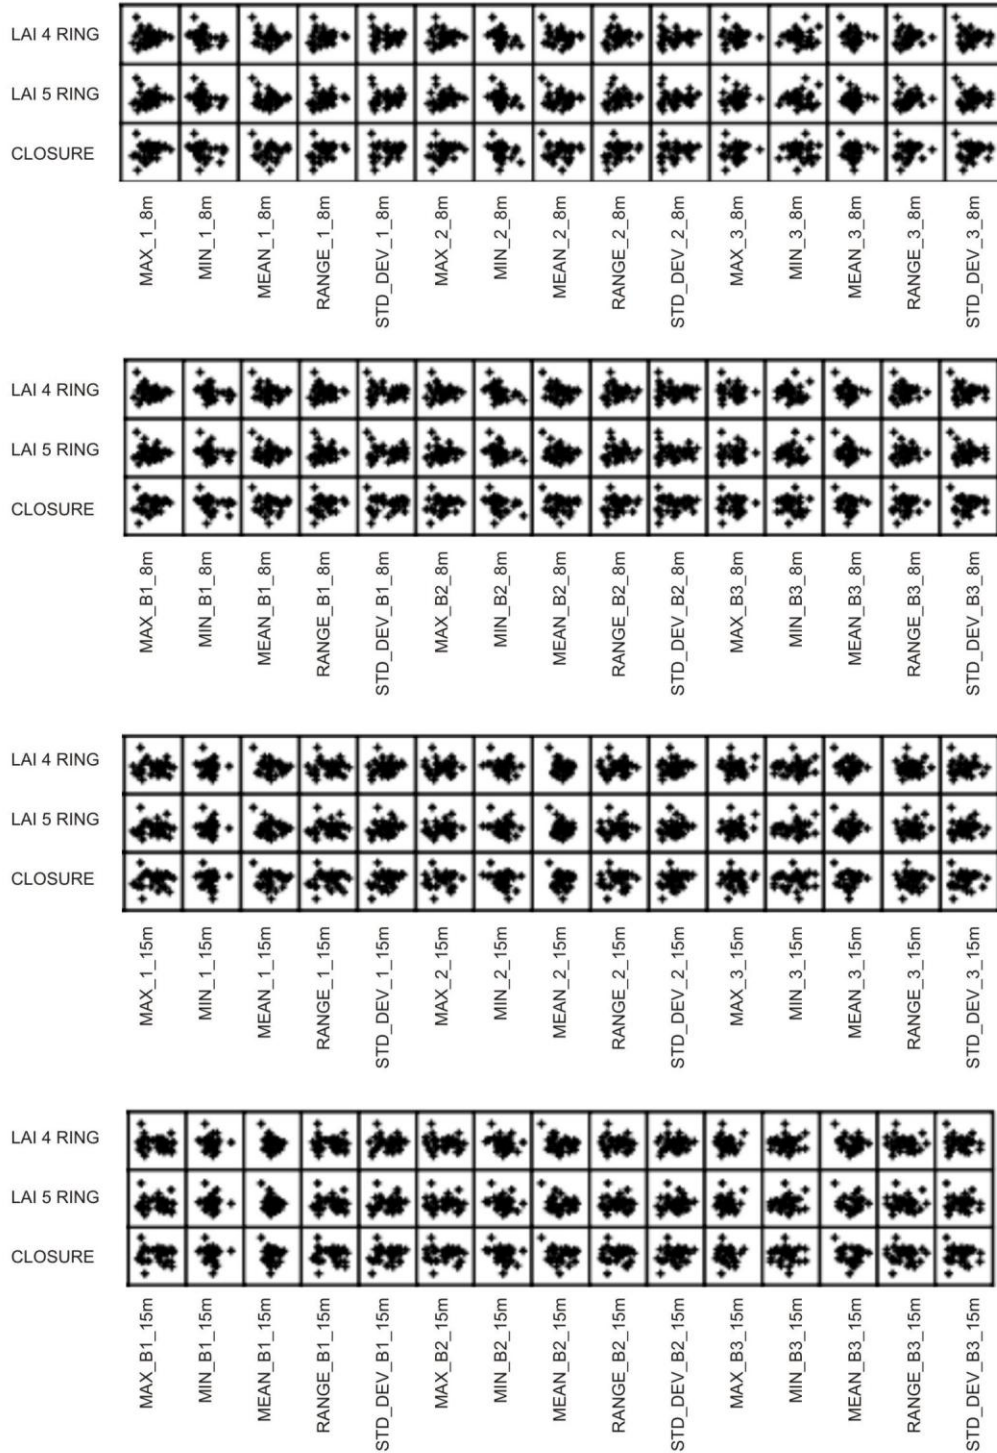 LAI 4 RING
LAI 5 RING
CLOSURE
MAX_1_8m
MIN_1_8m
MEAN_1_8m
RANGE_1_8m
STD_DEV_1_8m
MAX_2_8m
MIN_2_8m
MEAN_2_8m
RANGE_2_8m
STD_DEV_2_8m
MAX_3_8m
MIN_3_8m
MEAN_3_8m
RANGE_3_8m
STD_DEV_3_8m
LAI 4 RING
LAI 5 RING
CLOSURE
MAX_B1_8m
MIN_B1_8m
MEAN_B1_8m
RANGE_B1_8m
STD_DEV_B1_8m
MAX_B2_8m
MIN_B2_8m
MEAN_B2_8m
RANGE_B2_8m
STD_DEV_B2_8m
MAX_B3_8m
MIN_B3_8m
MEAN_B3_8m
RANGE_B3_8m
STD_DEV_B3_8m
LAI 4 RING
LAI 5 RING
CLOSURE
MAX_1_15m
MIN_1_15m
MEAN_1_15m
RANGE_1_15m
STD_DEV_1_15m
MAX_2_15m
MIN_2_15m
MEAN_2_15m
RANGE_2_15m
STD_DEV_2_15m
MAX_3_15m
MIN_3_15m
MEAN_3_15m
RANGE_3_15m
STD_DEV_3_15m
LAI 4 RING
LAI 5 RING
CLOSURE
MAX_B1_15m
MIN_B1_15m
MEAN_B1_15m
RANGE_B1_15m
STD_DEV_B1_15m
MAX_B2_15m
MIN_B2_15m
MEAN_B2_15m
RANGE_B2_15m
STD_DEV_B2_15m
MAX_B3_15m
MIN_B3_15m
MEAN_B3_15m
RANGE_B3_15m
STD_DEV_B3_15m